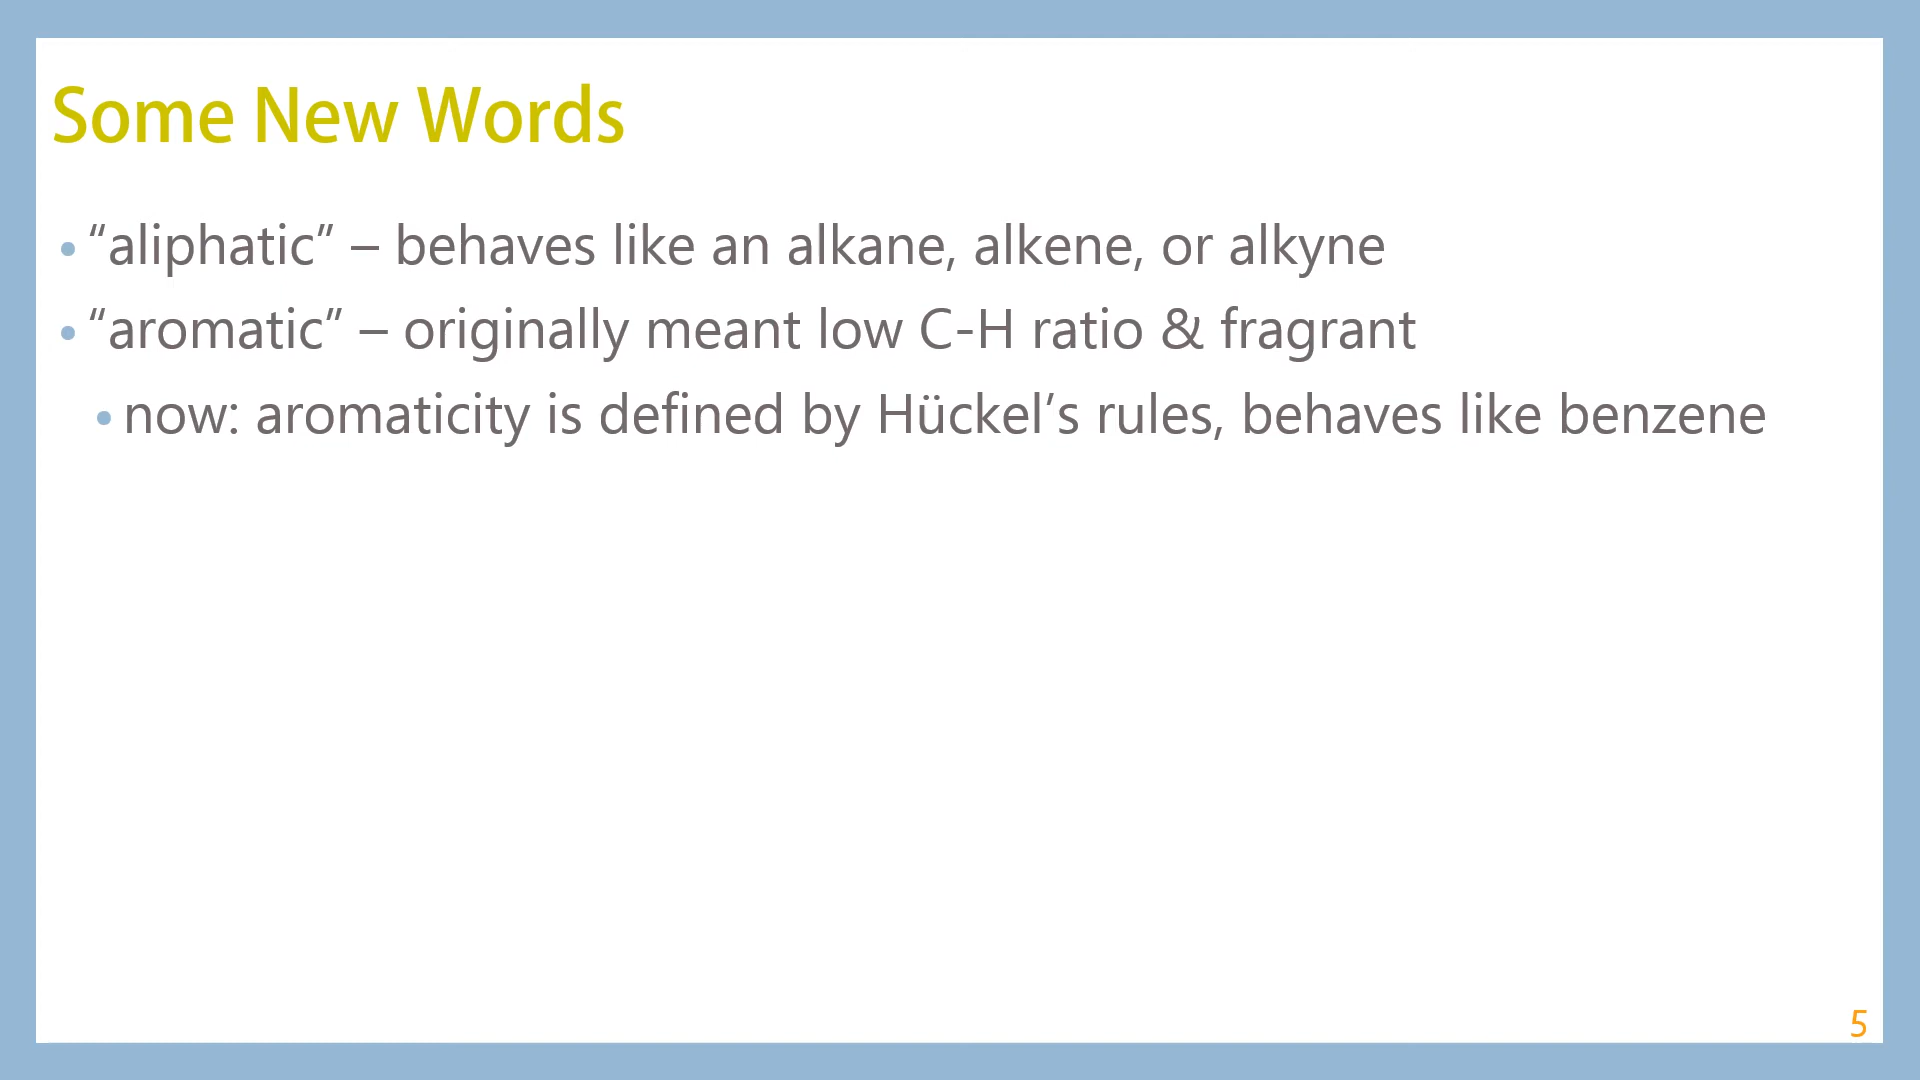 Some New Words
• “aliphatic” – behaves like an alkane, alkene, or alkyne
• “aromatic” – originally meant low C-H ratio & fragrant
• now: aromaticity is defined by Hückel’s rules, behaves like benzene
5